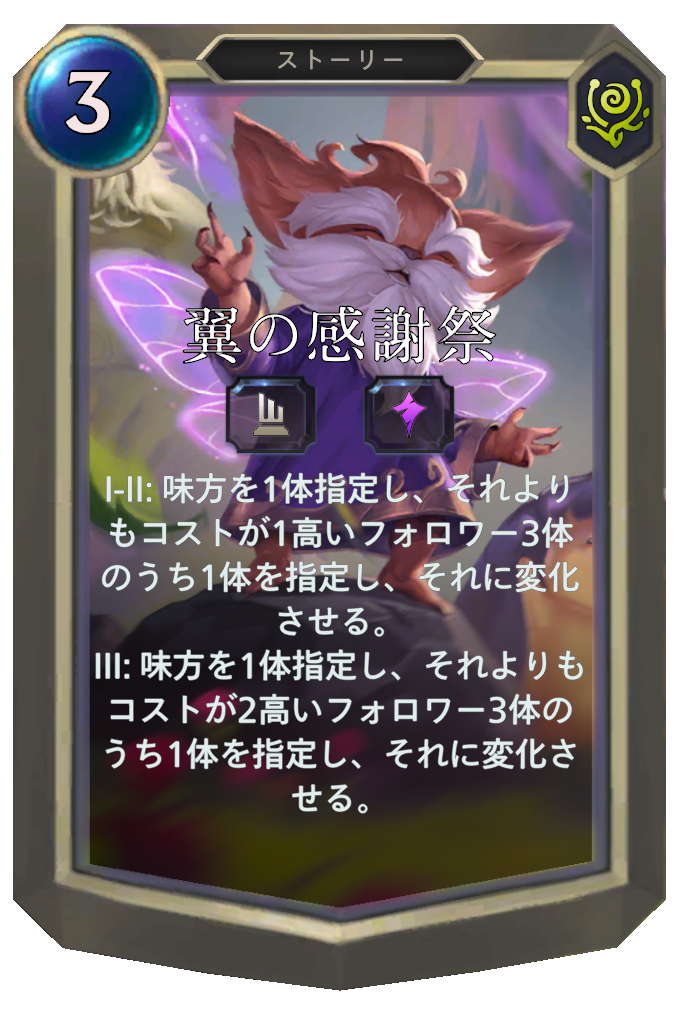 3
ストーリー
翼の感謝祭
I-II: 味方を1体指定し、それより
もコストが1高いフォロワー3体
のうち1体を指定し、それに変化
させる。
III: 味方を1体指定し、それよりも
コストが2高いフォロワー3体の
うち1体を指定し、それに変化さ
せる。